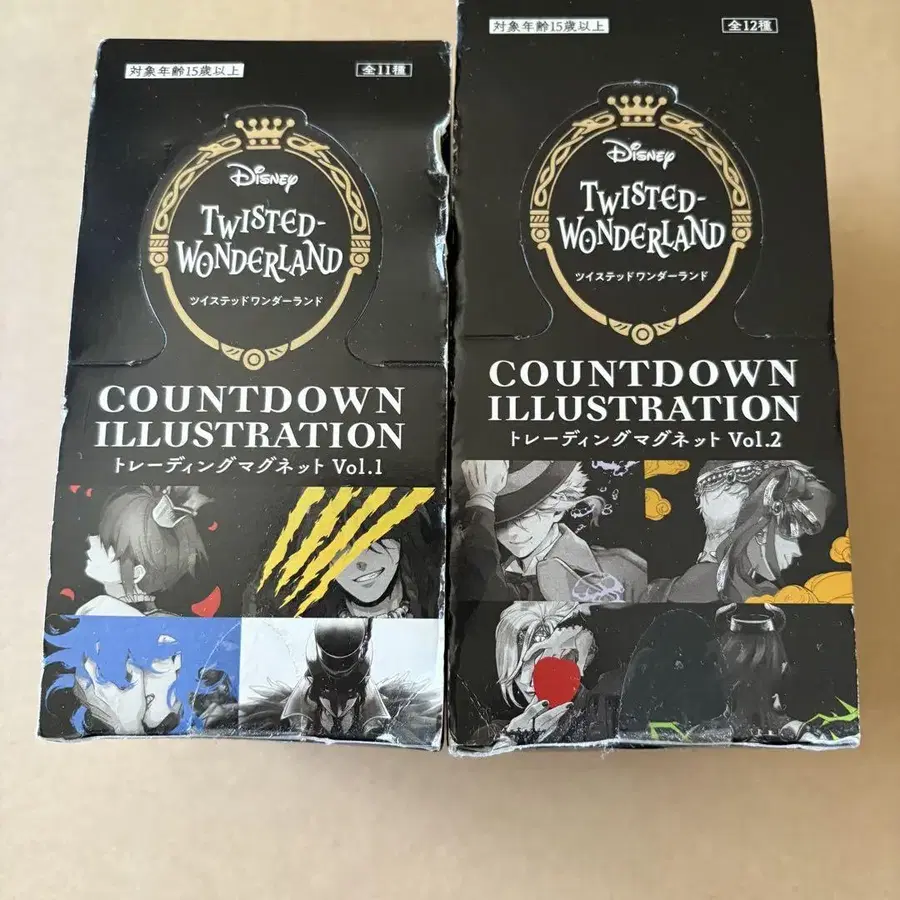 対象年齢15歳以上
全11種
Disney
TWISTED-
WONDERLAND
ツイステッドワンダーランド
COUNTDOWN
ILLUSTRATION
トレーディングマグネット Vol.1
対象年齢15歳以上
全12種
Disney
TWISTED-
WONDERLAND
ツイステッドワンダーランド
COUNTDOWN
ILLUSTRATION
トレーディングマグネット Vol.2